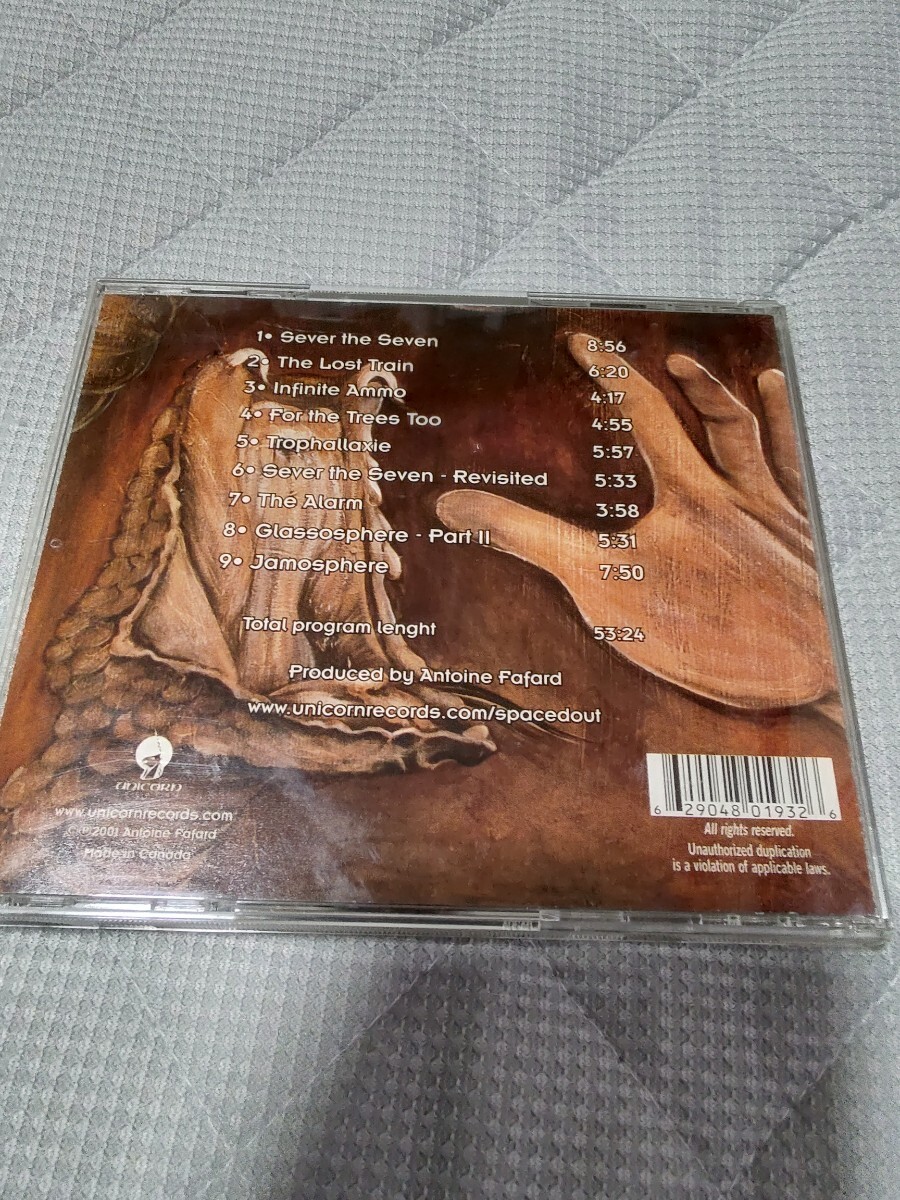 1• Sever the Seven 8:56
2• The Lost Train 6:20
3• Infinite Ammo 4:17
4• For the Trees Too 4:55
5• Trophallaxie 5:57
6• Sever the Seven - Revisited 5:33
7• The Alarm 3:58
8• Glassosphere - Part II 5:31
9• Jamosphere 7:50
Total program lenght 53:24
Produced by Antoine Fafard
www.unicornrecords.com/spacedout
UNICORN
www.unicornrecords.com
©℗ 2001 Antoine Fafard
Made in Canada
6 29048 01932 6
All rights reserved.
Unauthorized duplication
is a violation of applicable laws.